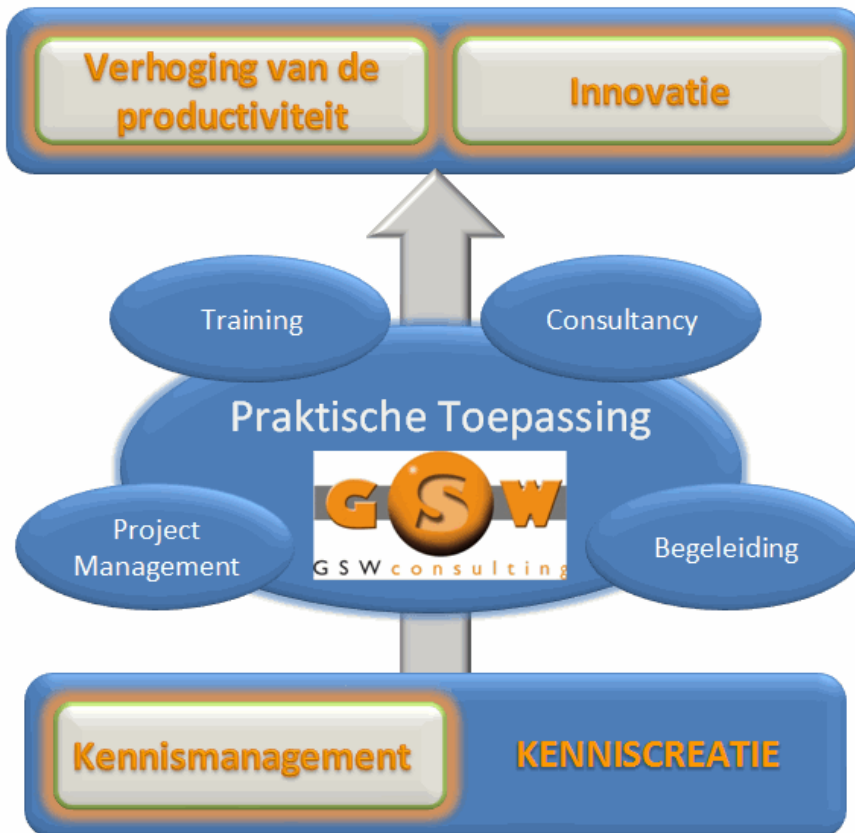 Verhoging van de
productiviteit
Innovatie
Training
Consultancy
Praktische Toepassing
GSW
GSWconsulting
Project
Management
Begeleiding
Kennismanagement
KENNISCREATIE